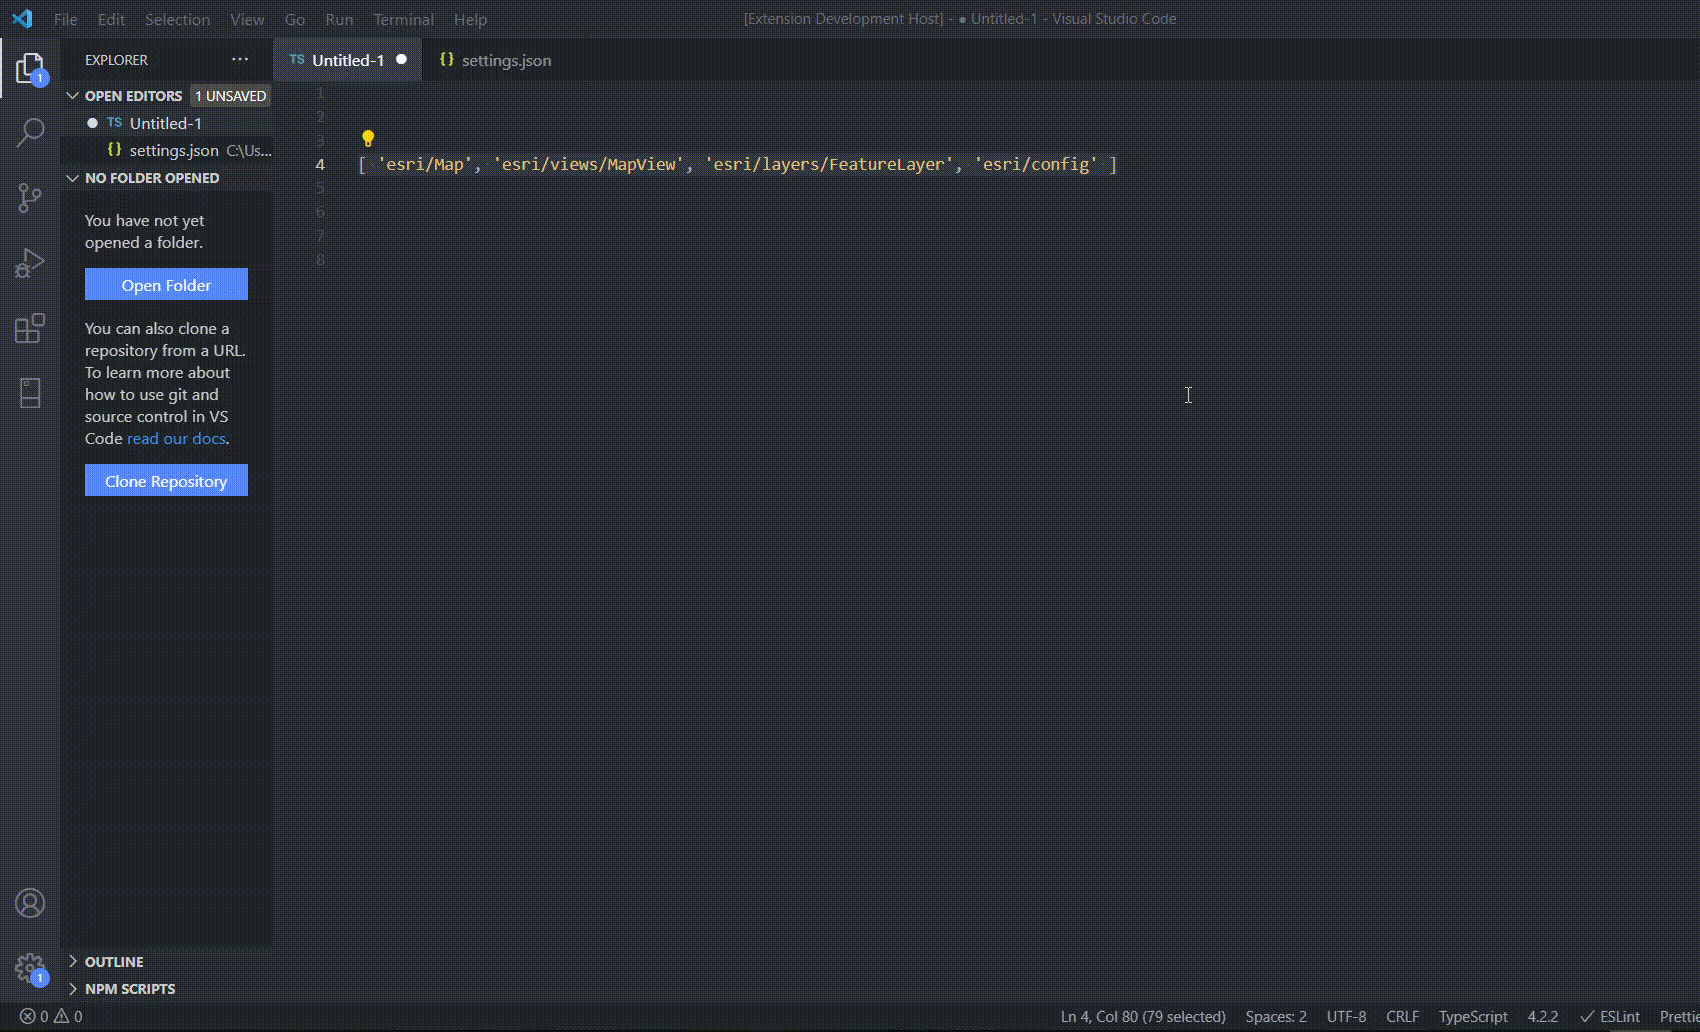 File Edit Selection View Go Run Terminal Help [Extension Development Host] - ● Untitled-1 - Visual Studio Code
EXPLORER ···
TS Untitled-1 ●
{} settings.json
1
OPEN EDITORS 1 UNSAVED
● TS Untitled-1
{} settings.json C:\Us...
NO FOLDER OPENED
You have not yet
opened a folder.
Open Folder
You can also clone a
repository from a URL.
To learn more about
how to use git and
source control in VS
Code read our docs.
Clone Repository
1
2
3
4 [ 'esri/Map', 'esri/views/MapView', 'esri/layers/FeatureLayer', 'esri/config' ]
5
6
7
8
OUTLINE
1
NPM SCRIPTS
0 0 Ln 4, Col 80 (79 selected) Spaces: 2 UTF-8 CRLF TypeScript 4.2.2 ESLint Prettie